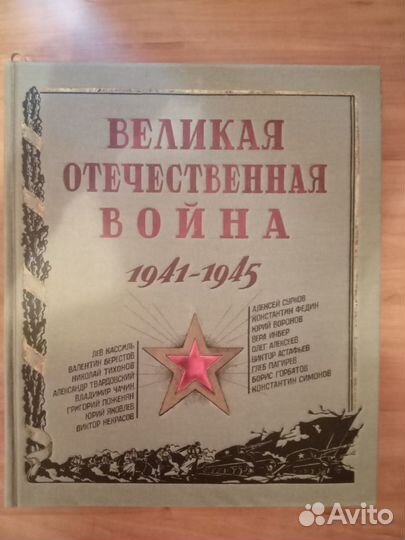 ВЕЛИКАЯ
ОТЕЧЕСТВЕННАЯ
ВОЙНА
1941-1945
ЛЕВ КАССИЛЬ
ВАЛЕНТИН БЕРЕСТОВ
НИКОЛАЙ ТИХОНОВ
АЛЕКСАНДР ТВАРДОВСКИЙ
ВЛАДИМИР ЧАЧИН
ГРИГОРИЙ ПОЖЕНЯН
ЮРИЙ ЯКОВЛЕВ
ВИКТОР НЕКРАСОВ
АЛЕКСЕЙ СУРКОВ
КОНСТАНТИН ФЕДИН
ЮРИЙ ВОРОНОВ
ВЕРА ИНБЕР
ОЛЕГ АЛЕКСЕЕВ
ВИКТОР АСТАФЬЕВ
ГЛЕБ ПАГИРЕВ
БОРИС ГОРБАТОВ
КОНСТАНТИН СИМОНОВ
Avito